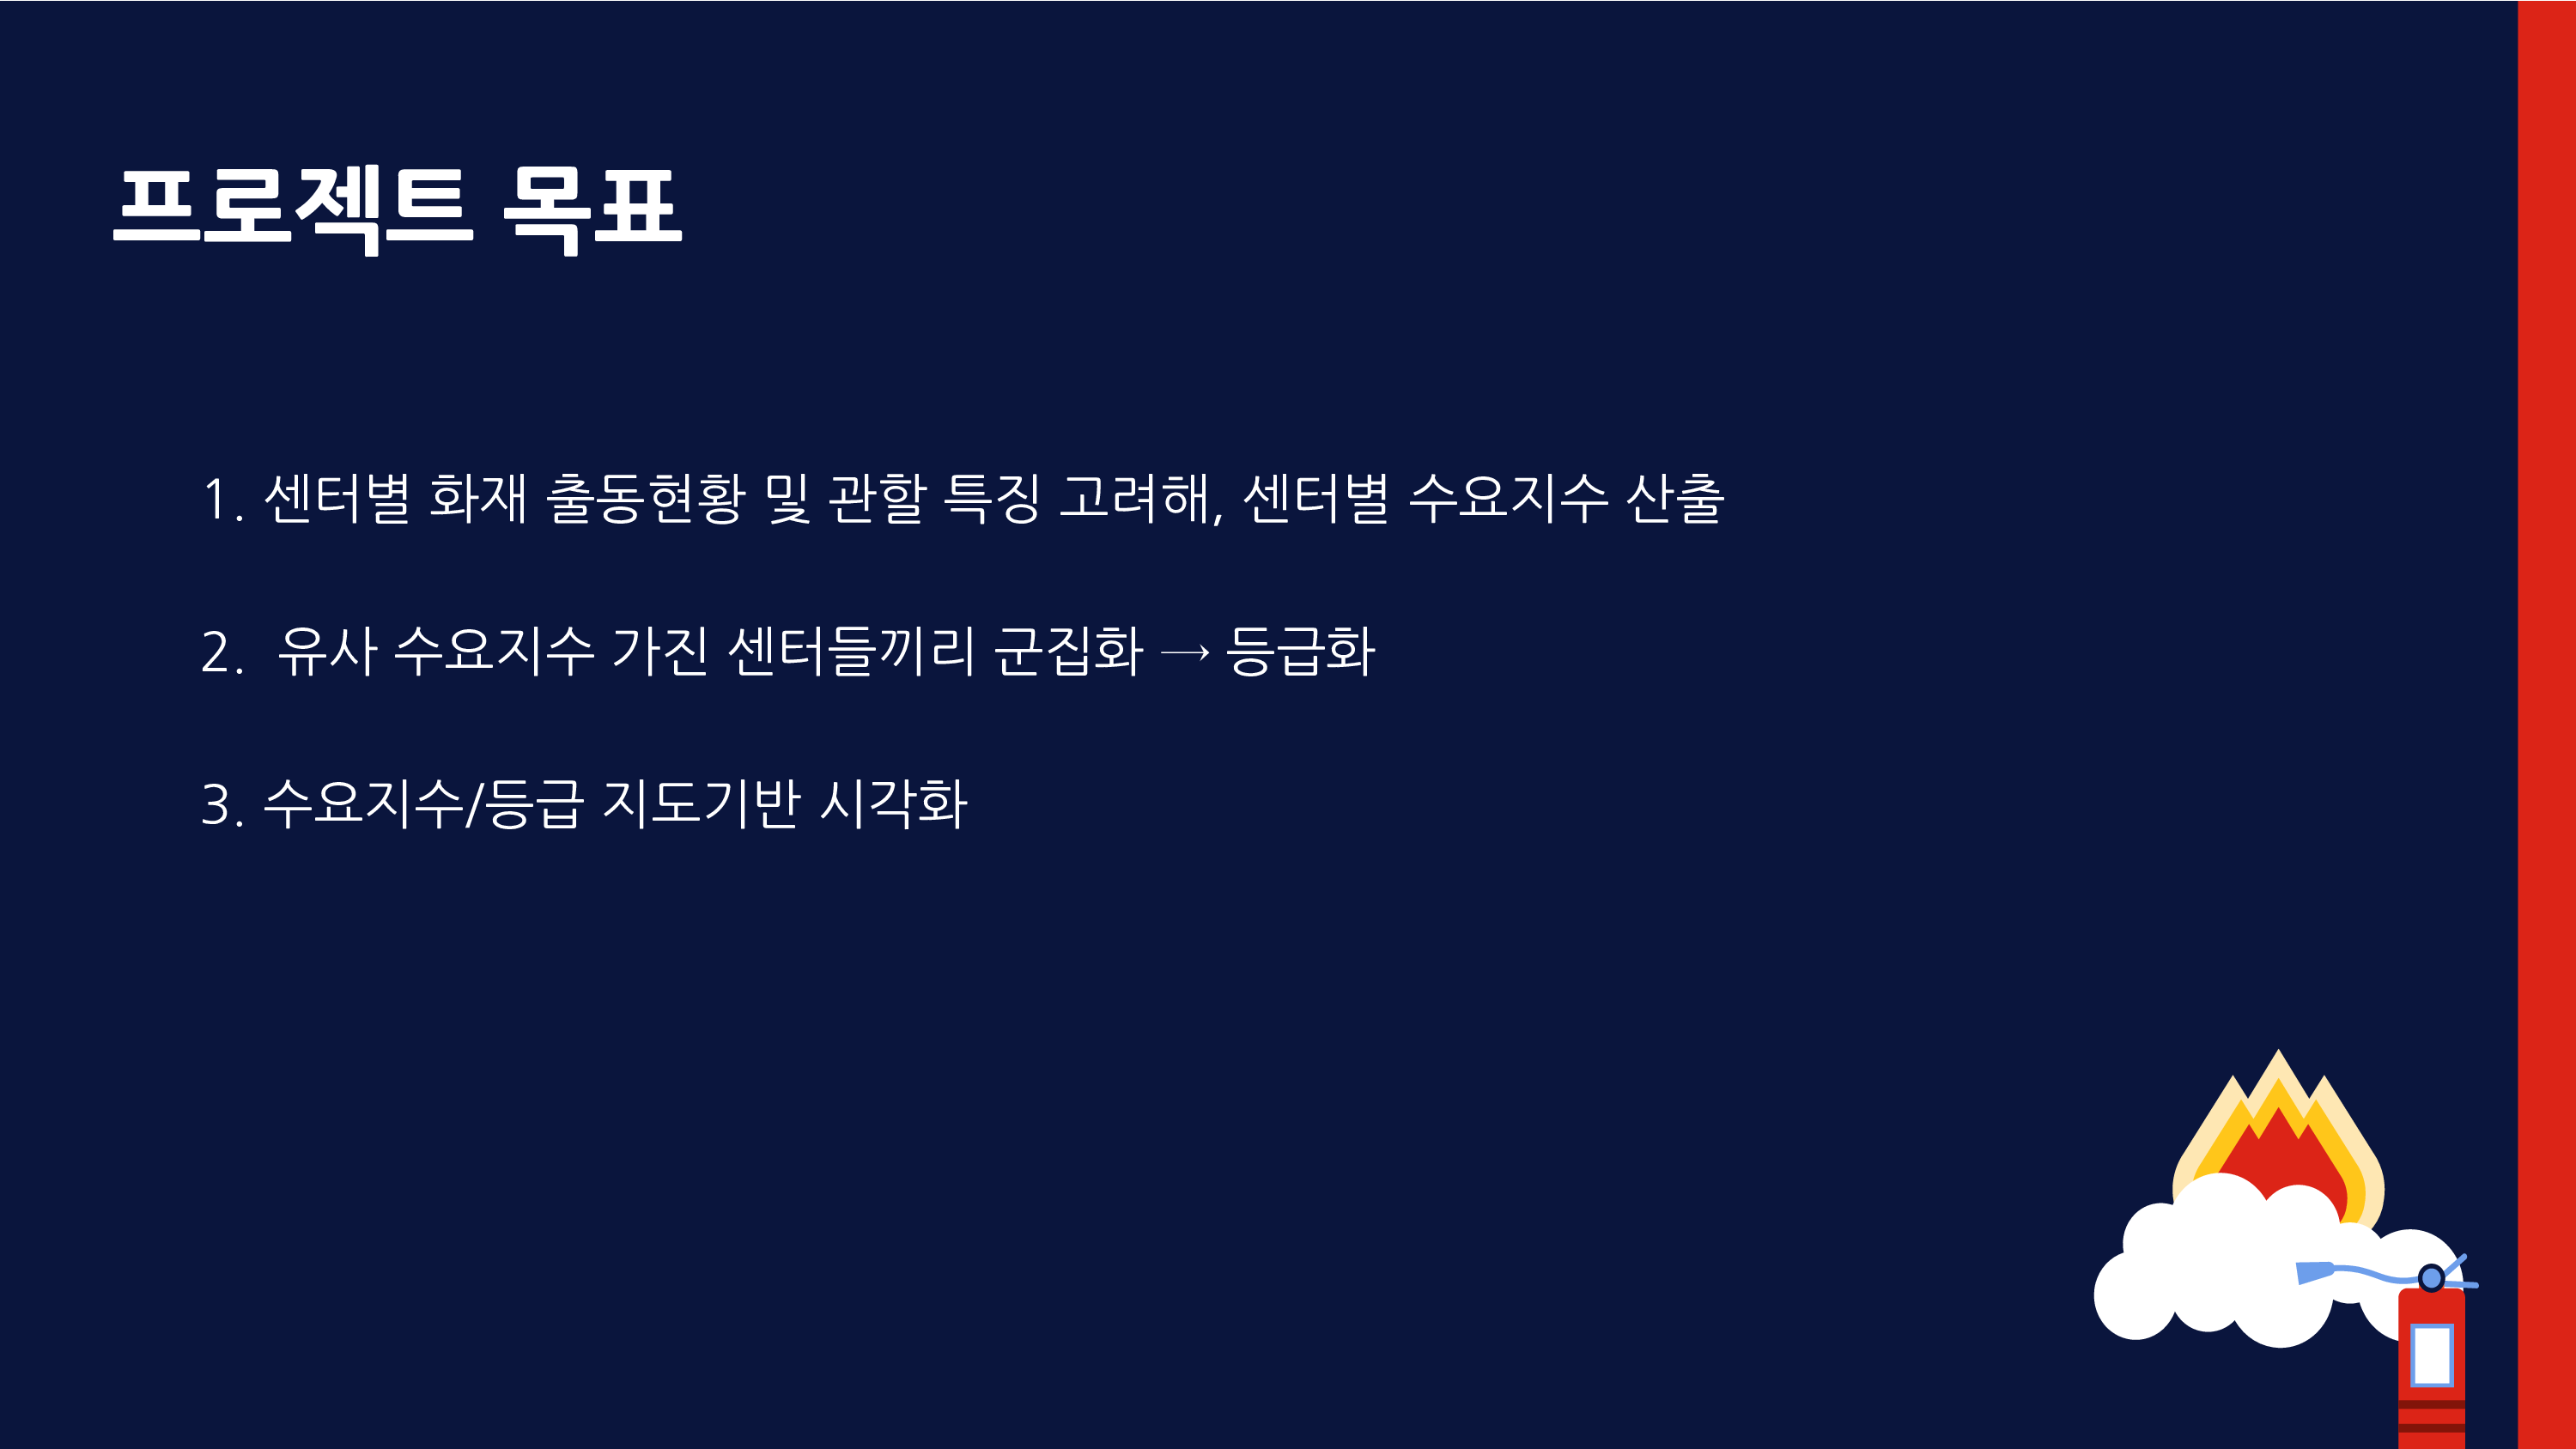 프로젝트 목표
1. 센터별 화재 출동현황 및 관할 특징 고려해, 센터별 수요지수 산출
2. 유사 수요지수 가진 센터들끼리 군집화 → 등급화
3. 수요지수/등급 지도기반 시각화